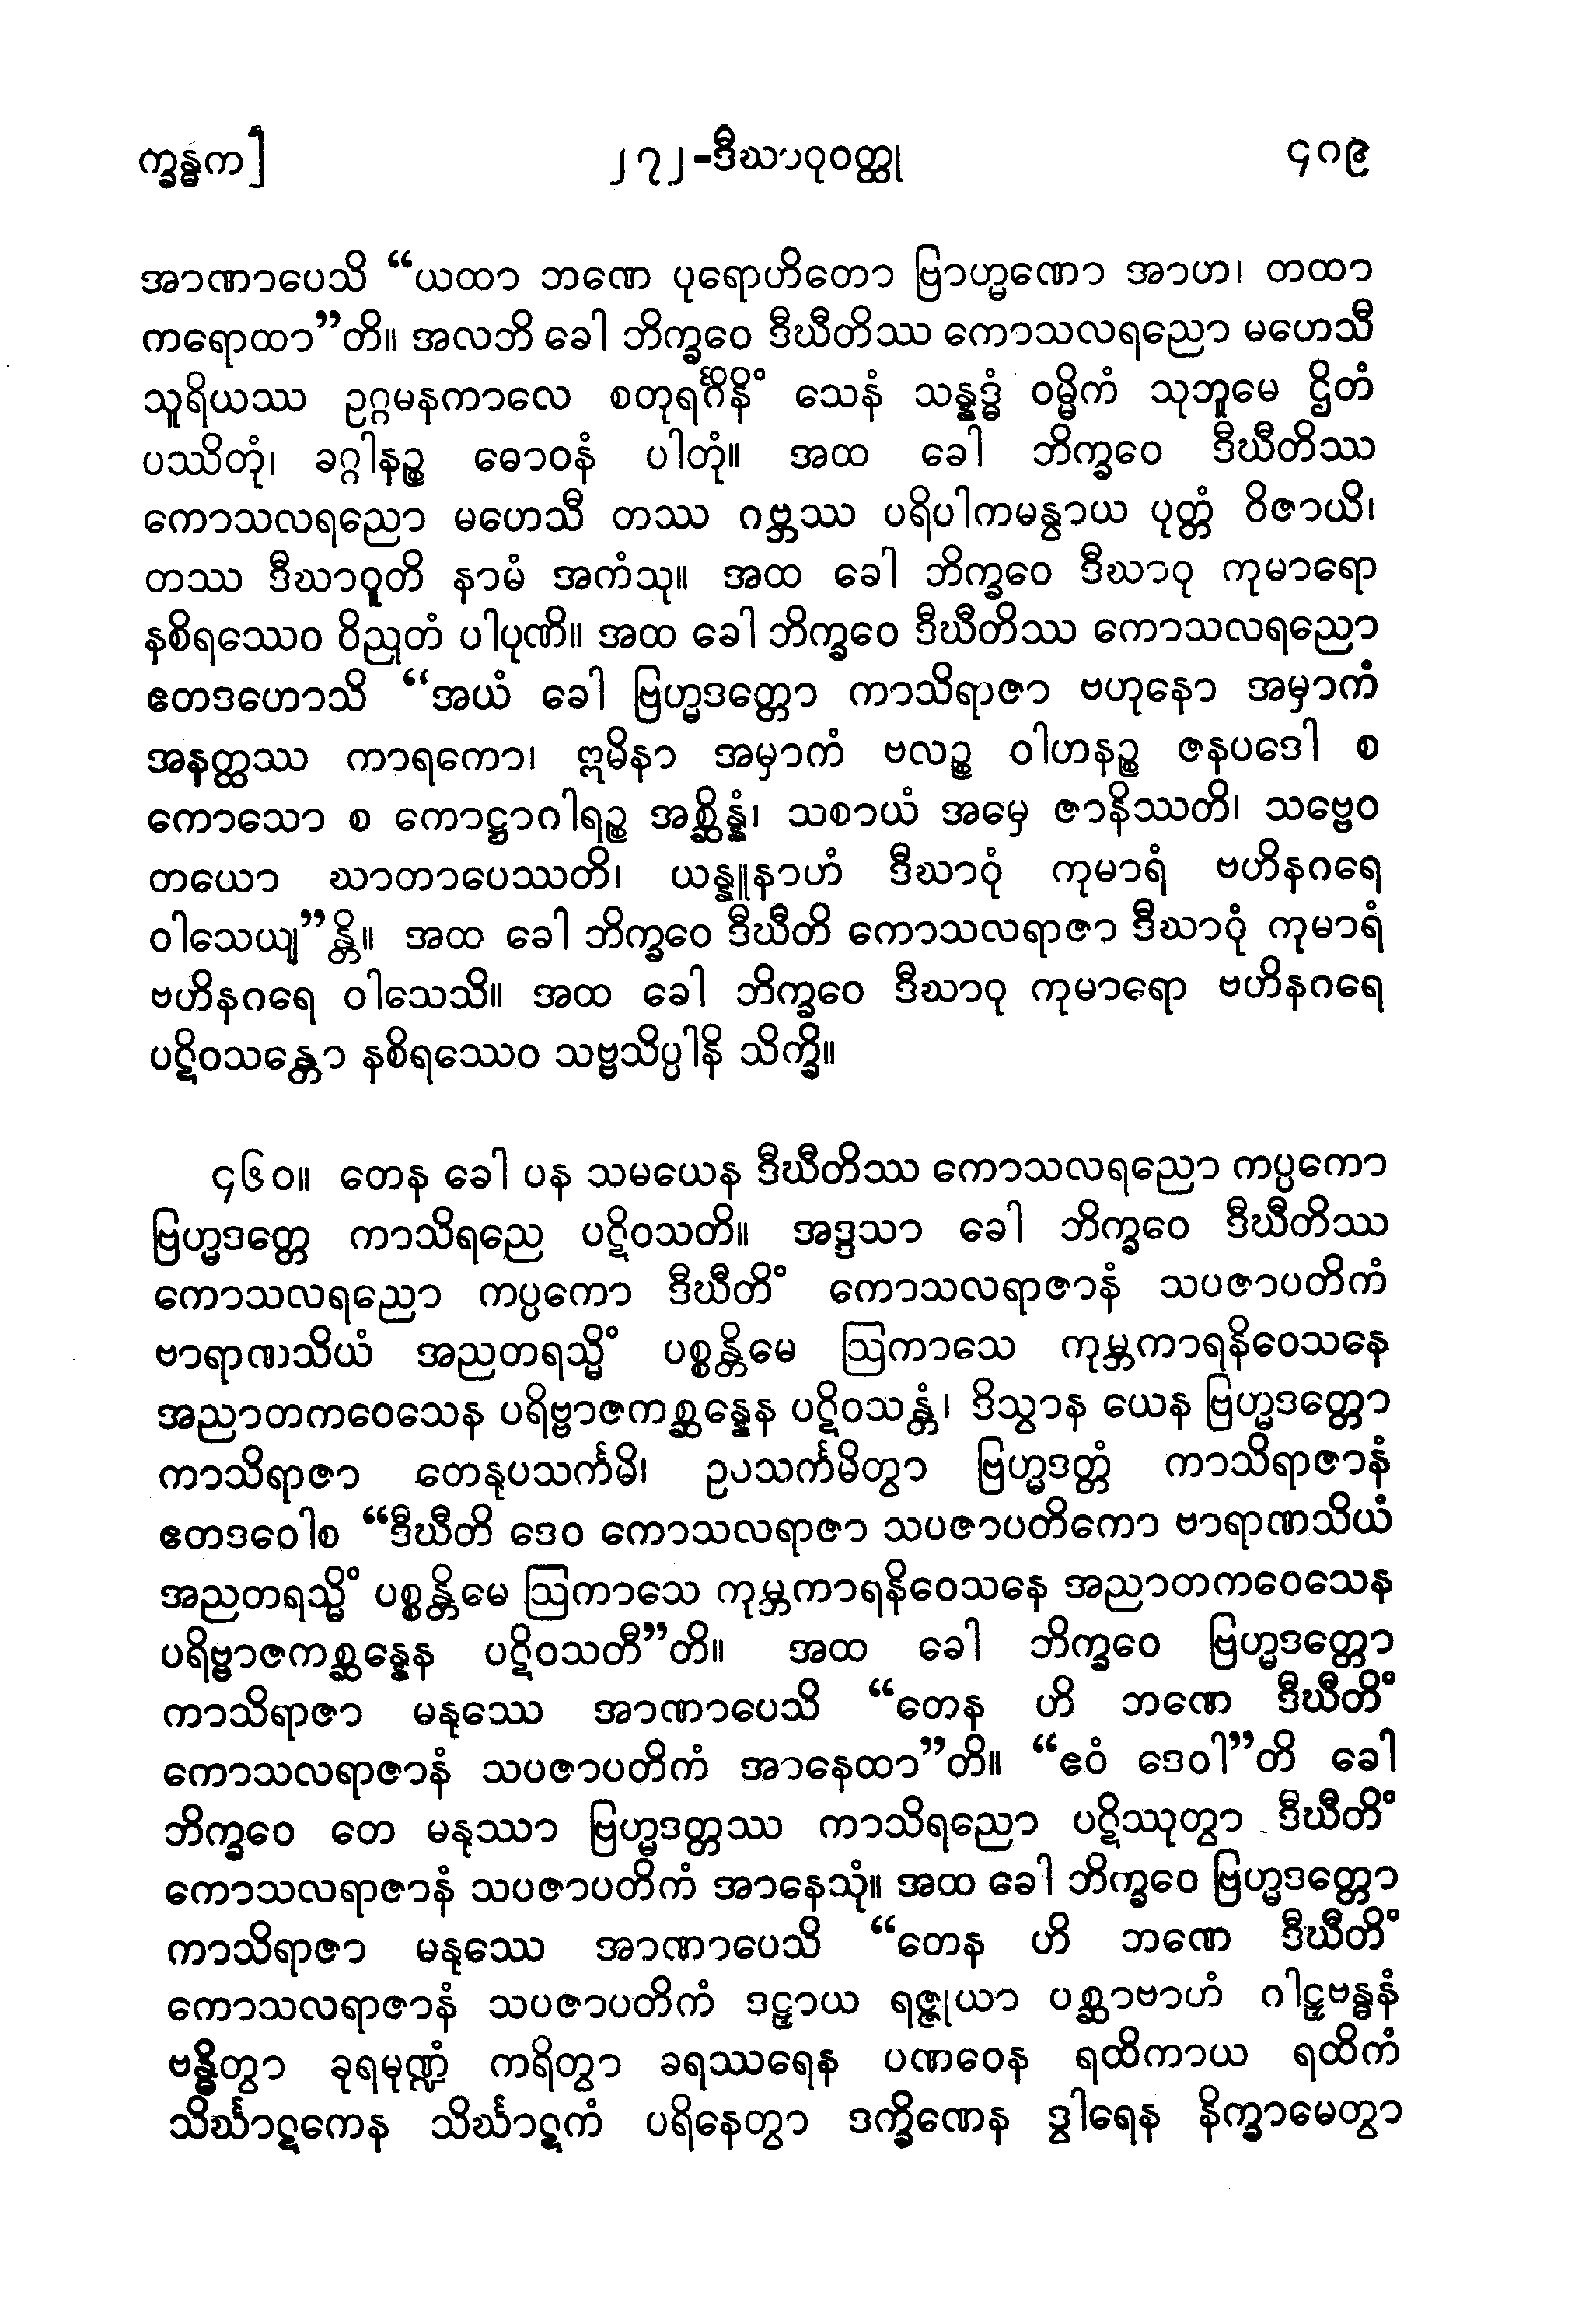 က္ခန္ဓက]
၂၇၂-ဒီဃာဝုဝတ္ထု
၄၈၉
အာဏာပေသိ “ယထာ ဘဏေ ပုရောဟိတော ဗြာဟ္မဏော အာဟ၊ တထာ
ကရောထာ”တိ။ အလဘိ ခေါ ဘိက္ခဝေ ဒီဃီတိဿ ကောသလရညော မဟေသီ
သူရိယဿ ဥဂ္ဂမနကာလေ စတုရင်္ဂိနိံ သေနံ သန္နဒ္ဓံ ဝမ္မိကံ သုဘူမေ ဌိတံ
ပဿိတုံ၊ ခဂ္ဂါနဉ္စ ဓောဝနံ ပါတုံ။ အထ ခေါ ဘိက္ခဝေ ဒီဃီတိဿ
ကောသလရညော မဟေသီ တဿ ဂဗ္ဘဿ ပရိပါကမန္វာယ ပုတ္တံ ဝိဇာယိ၊
တဿ ဒီဃာဝူတိ နာမံ အကံသု။ အထ ခေါ ဘိက္ခဝေ ဒီဃာဝု ကုမာရော
နစိရဿေဝ ဝိညုတံ ပါပုဏိ။ အထ ခေါ ဘိက္ခဝေ ဒီဃီတိဿ ကောသလရညော
ဧတဒဟောသိ “အယံ ခေါ ဗြဟ္မဒတ္တော ကာသိရာဇာ ဗဟုနော အမှာကံ
အနတ္ထဿ ကာရကော၊ ဣမိနာ အမှာကံ ဗလဉ္စ ဝါဟနဉ္စ ဇနပဒေါ စ
ကောသော စ ကောဋ္ဌာဂါရဉ္စ အစ္ဆိန္နံ၊ သစာယံ အမှေ ဇာနိဿတိ၊ သဗ္ဗေဝ
တယော ဃာတာပေဿတိ၊ ယန္နူနာဟံ ဒီဃာဝုံ ကုမာရံ ဗဟိနဂရေ
ဝါသေယျ”န္တိ။ အထ ခေါ ဘိက္ခဝေ ဒီဃီတိ ကောသလရာဇာ ဒီဃာဝုံ ကုမာရံ
ဗဟိနဂရေ ဝါသေသိ။ အထ ခေါ ဘိက္ခဝေ ဒီဃာဝု ကုမာရော ဗဟိနဂရေ
ပဋိဝသန္တော နစိရဿေဝ သဗ္ဗသိပ္ပါနိ သိက္ခိ။
၄၆၀။ တေန ခေါ ပန သမယေန ဒီဃီတိဿ ကောသလရညော ကပ္ပကော
ဗြဟ္မဒတ္တေ ကာသိရညေ ပဋိဝသတိ။ အဒ္ဒသာ ခေါ ဘိက္ခဝေ ဒီဃီတိဿ
ကောသလရညော ကပ္ပကော ဒီဃီတိံ ကောသလရာဇာနံ သပဇာပတိကံ
ဗာရာဏသိယံ အညတရသ္မိံ ပစ္စန္တိမေ ဩကာသေ ကုမ္ဘကာရနိဝေသနေ
အညာတကဝေသေန ပရိဗ္ဗာဇကစ္ဆန္နေန ပဋိဝသန္တံ၊ ဒိသွာန ယေန ဗြဟ္မဒတ္တော
ကာသိရာဇာ တေနုပသင်္ကမိ၊ ဥပသင်္ကမိတွာ ဗြဟ္မဒတ္တံ ကာသိရာဇာနံ
ဧတဒဝေါစ “ဒီဃီတိ ဒေဝ ကောသလရာဇာ သပဇာပတိကော ဗာရာဏသိယံ
အညတရသ္မိံ ပစ္စန္တိမေ ဩကာသေ ကုမ္ဘကာရနိဝေသနေ အညာတကဝေသေန
ပရိဗ္ဗာဇကစ္ဆန္နေန ပဋိဝသတီ”တိ။ အထ ခေါ ဘိက္ခဝေ ဗြဟ္မဒတ္တော
ကာသိရာဇာ မနုဿေ အာဏာပေသိ “တေန ဟိ ဘဏေ ဒီဃီတိံ
ကောသလရာဇာနံ သပဇာပတိကံ အာနေထာ”တိ။ “ဧဝံ ဒေဝါ”တိ ခေါ
ဘိက္ခဝေ တေ မနုဿာ ဗြဟ္မဒတ္တဿ ကာသိရညော ပဋိဿုတွာ ဒီဃီတိံ
ကောသလရာဇာနံ သပဇာပတိကံ အာနေသုံ။ အထ ခေါ ဘိက္ခဝေ ဗြဟ္မဒတ္တော
ကာသိရာဇာ မနုဿေ အာဏာပေသိ “တေန ဟိ ဘဏေ ဒီဃီတိံ
ကောသလရာဇာနံ သပဇာပတိကံ ဒဠှာယ ရဇ္ဇုယာ ပစ္ဆာဗာဟံ ဂါဠှဗန္ဓနံ
ဗန္ဓိတွာ ခုရမုဏ္ဍံ ကရိတွာ ခရဿရေန ပဏဝေန ရထိကာယ ရထိကံ
သိင်္ဃာဋကေန သိင်္ဃာဋကံ ပရိနေတွာ ဒက္ခိဏေန ဒွါရေန နိက္ခာမေတွာ